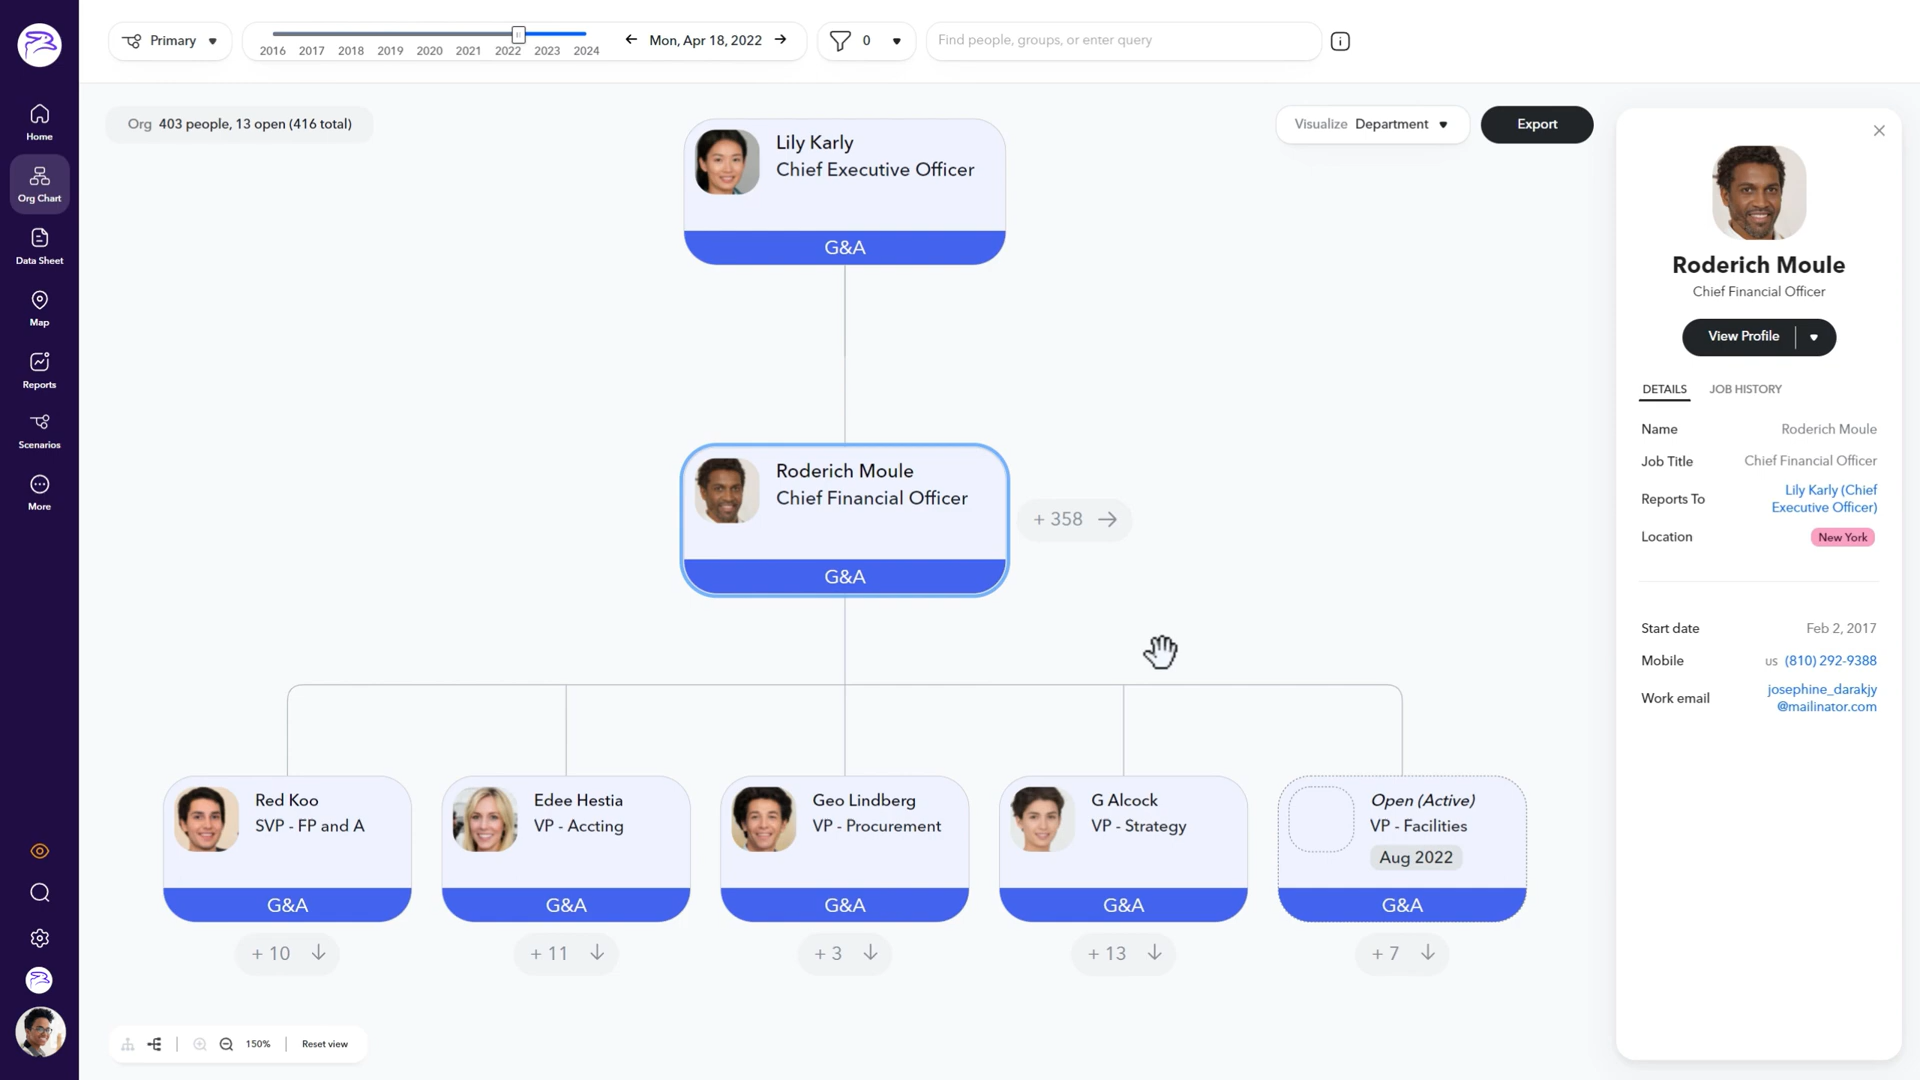 Primary
2016 2017 2018 2019 2020 2021 2022 2023 2024
Mon, Apr 18, 2022
0
Find people, groups, or enter query
Home
Org Chart
Data Sheet
Map
Reports
Scenarios
More
Org 403 people, 13 open (416 total)
Visualize Department
Export
Lily Karly
Chief Executive Officer
G&A
Roderich Moule
Chief Financial Officer
G&A
+ 358
Red Koo
SVP - FP and A
G&A
+ 10
Edee Hestia
VP - Accting
G&A
+ 11
Geo Lindberg
VP - Procurement
G&A
+ 3
G Alcock
VP - Strategy
G&A
+ 13
Open (Active)
VP - Facilities
Aug 2022
G&A
+ 7
150%
Reset view
Roderich Moule
Chief Financial Officer
View Profile
DETAILS JOB HISTORY
Name Roderich Moule
Job Title Chief Financial Officer
Reports To Lily Karly (Chief
Executive Officer)
Location New York
Start date Feb 2, 2017
Mobile US (810) 292-9388
Work email josephine_darakjy
@mailinator.com